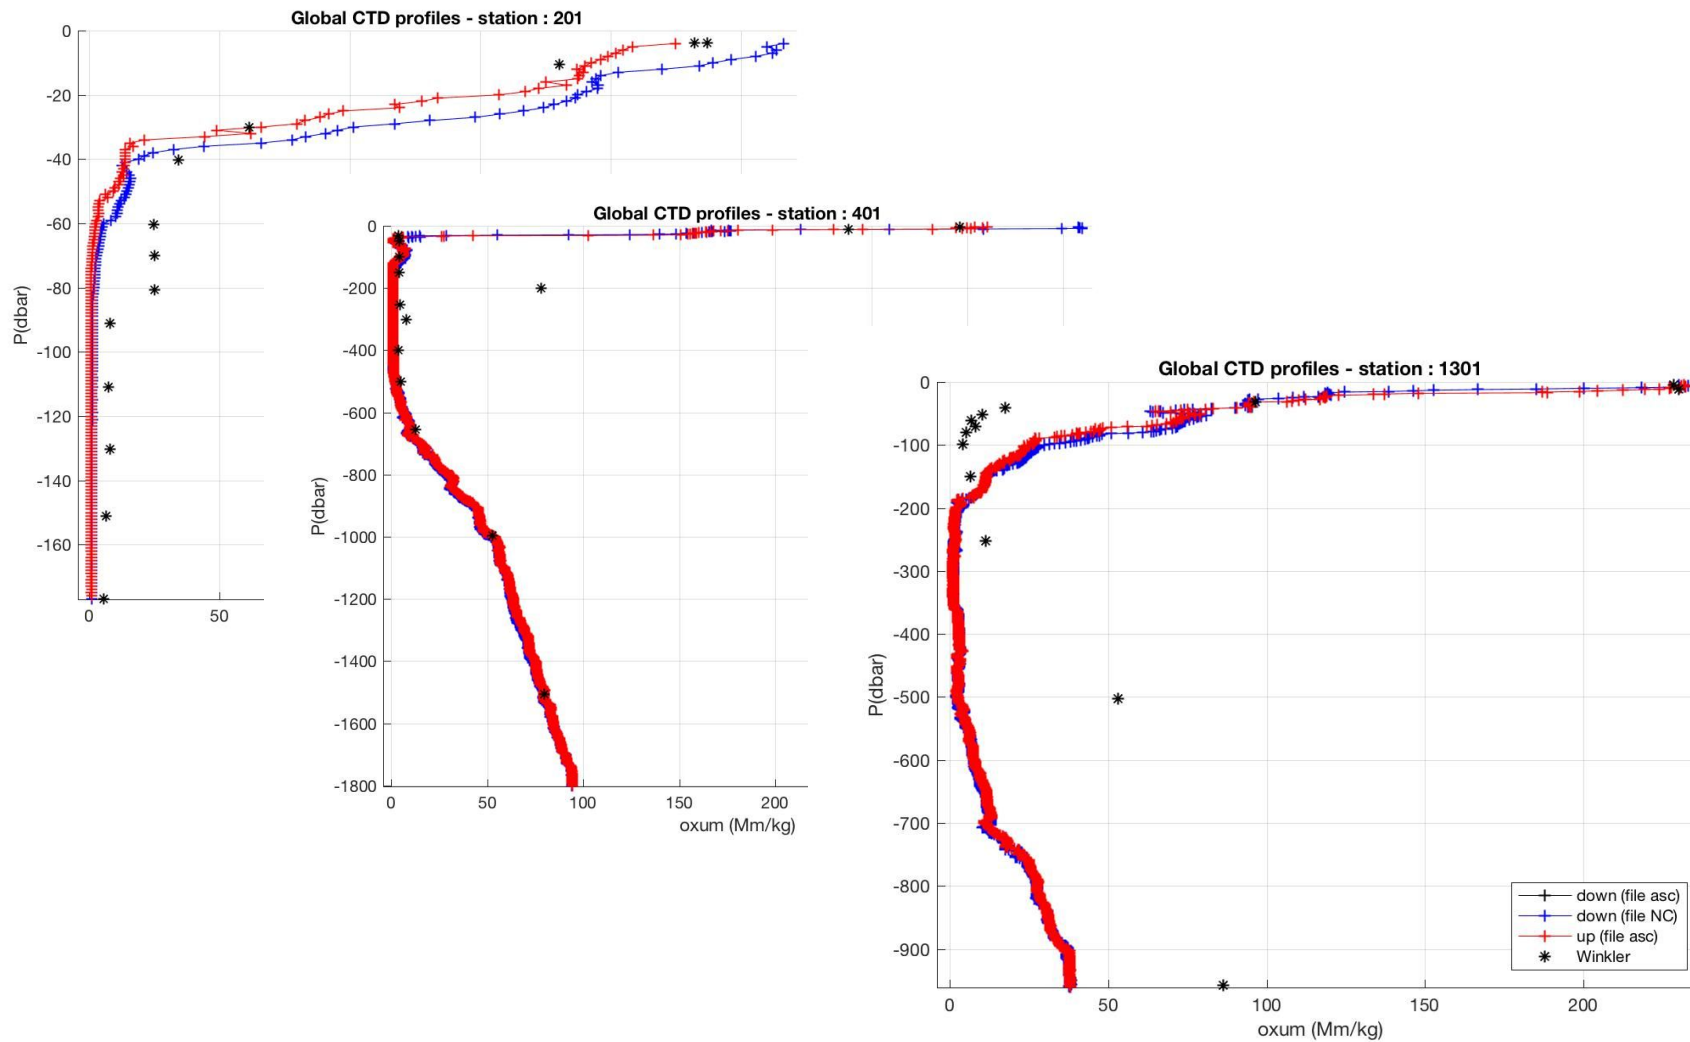 Global CTD profiles - station : 201
0
-20
-40
-60
-80
-100
-120
-140
-160
P(dbar)
0 50
Global CTD profiles - station : 401
0
-200
-400
-600
-800
-1000
-1200
-1400
-1600
-1800
P(dbar)
0 50 100 150 200
oxum (Mm/kg)
Global CTD profiles - station : 1301
0
-100
-200
-300
-400
-500
-600
-700
-800
-900
P(dbar)
0 50 100 150 200
oxum (Mm/kg)
down (file asc)
down (file NC)
up (file asc)
Winkler